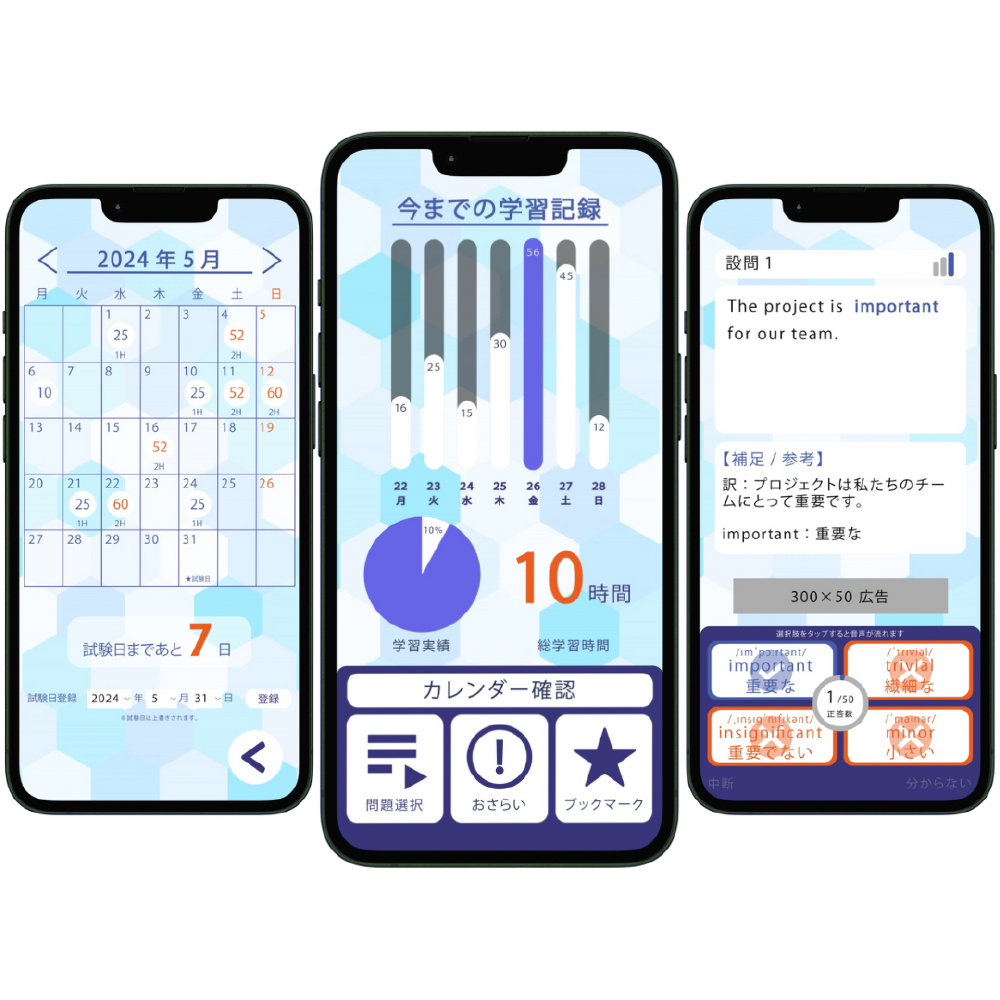 2024 年 5 月
月 火 水 木 金 土 日
1 2 3 4 5
25 52
1H 2H
6 7 8 9 10 11 12
10 25 52 60
1H 2H 2H
13 14 15 16 17 18 19
52
2H
20 21 22 23 24 25 26
25 60 25
1H 2H 1H
27 28 29 30 31
★試験日
試験日まであと 7 日
試験日登録 2024 年 5 月 31 日 登録
※試験日は上書きされます。
今までの学習記録
16 25 15 30 56 45 12
22 23 24 25 26 27 28
月 火 水 木 金 土 日
10%
10 時間
学習実績 総学習時間
カレンダー確認
問題選択 おさらい ブックマーク
設問 1
The project is important
for our team.
【補足 / 参考】
訳：プロジェクトは私たちのチー
ムにとって重要です。
important：重要な
300×50 広告
選択肢をタップすると音声が流れます
important
重要な
/ˈtrɪviəl/
trivial
繊細な
1/50
正答数
insignificant
重要でない
/ˈmaɪnər/
minor
小さい
中断 分からない